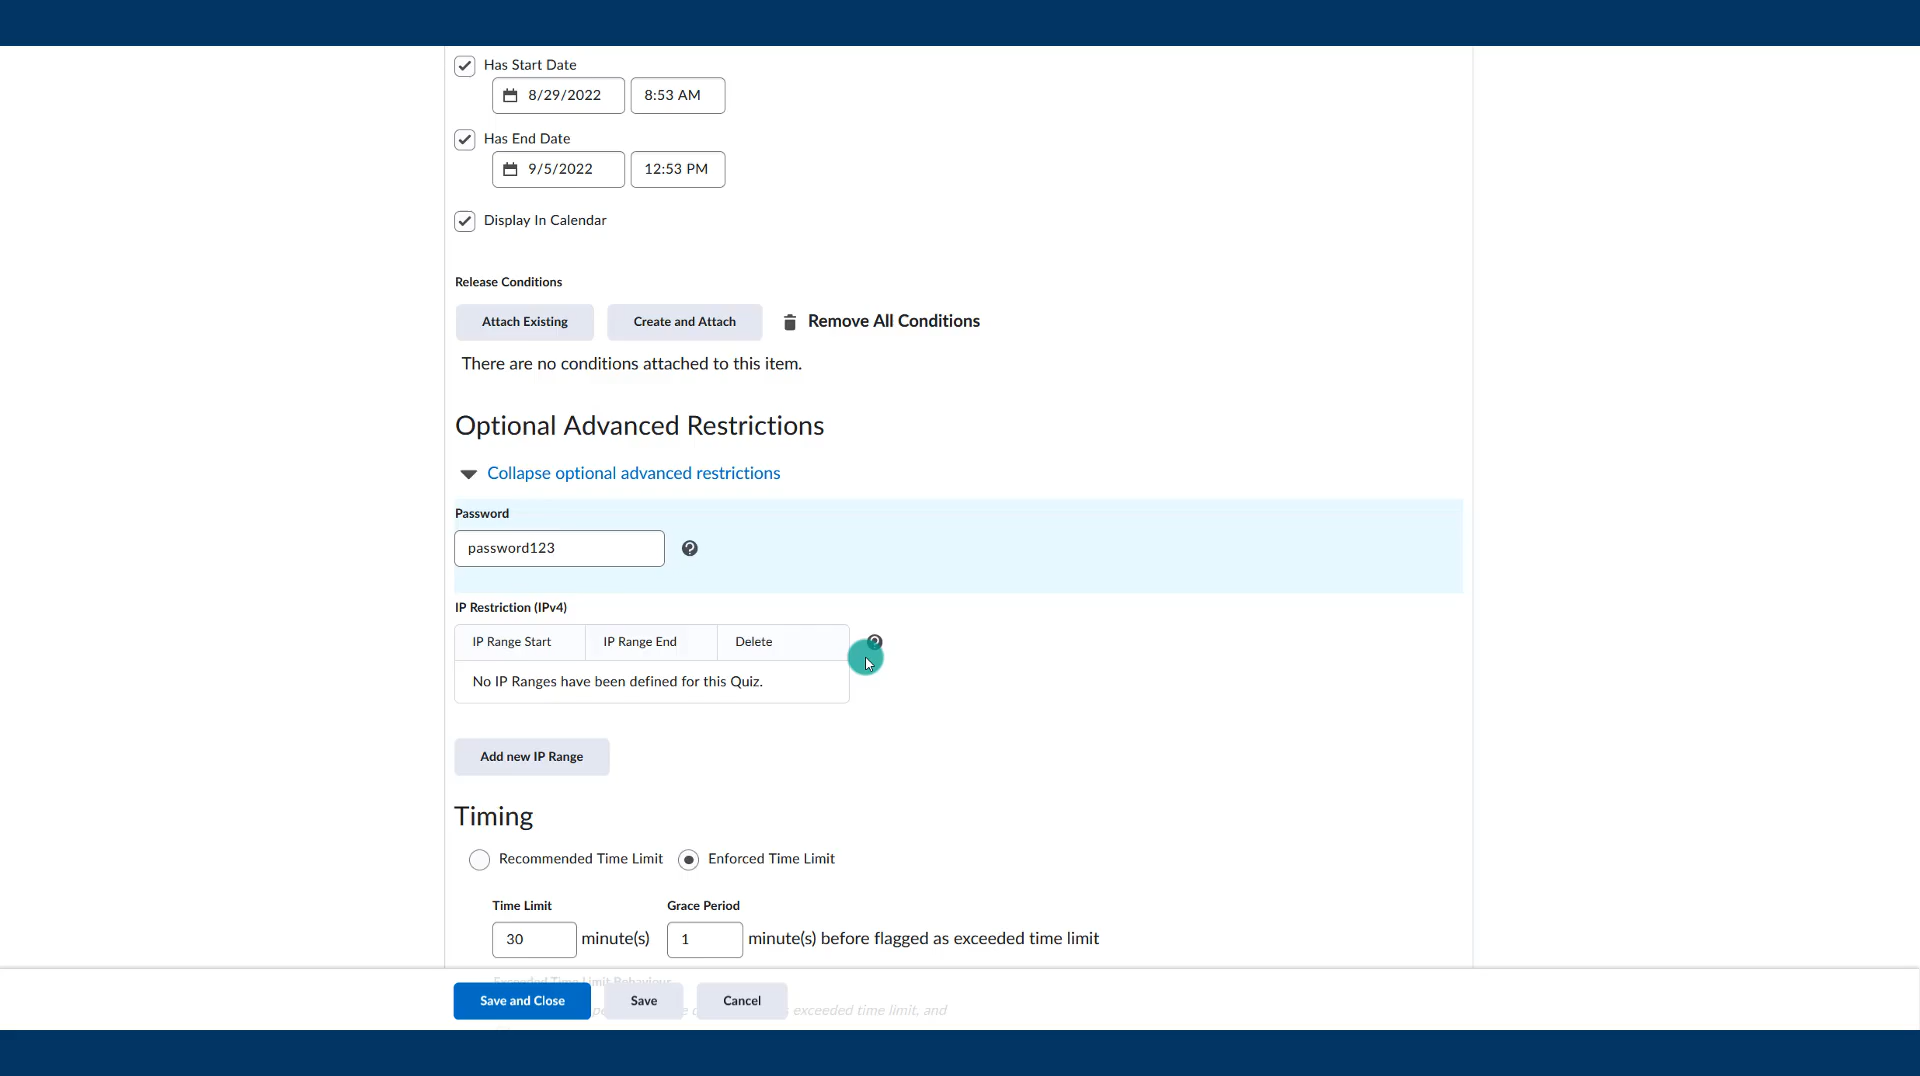 Has Start Date
8/29/2022 8:53 AM
Has End Date
9/5/2022 12:53 PM
Display In Calendar
Release Conditions
Attach Existing Create and Attach Remove All Conditions
There are no conditions attached to this item.
Optional Advanced Restrictions
Collapse optional advanced restrictions
Password
password123
IP Restriction (IPv4)
IP Range Start IP Range End Delete
No IP Ranges have been defined for this Quiz.
Add new IP Range
Timing
Recommended Time Limit Enforced Time Limit
Time Limit Grace Period
30 minute(s) 1 minute(s) before flagged as exceeded time limit
Exceeded Time Limit Behaviour
Save and Close Save Cancel
exceeded time limit, and